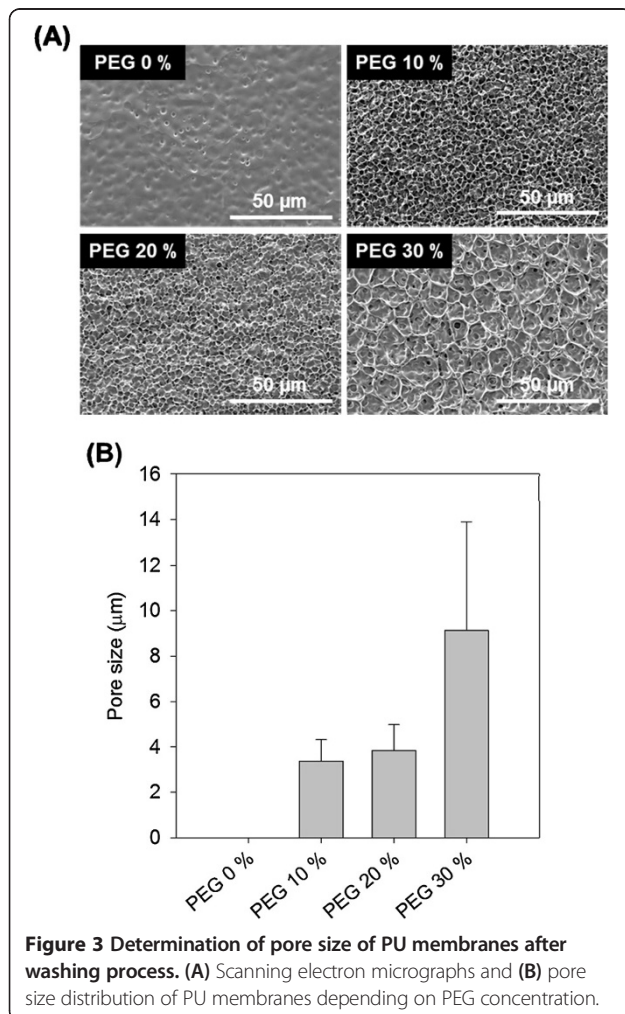 (A)
PEG 0 %
50 µm
PEG 10 %
50 µm
PEG 20 %
50 µm
PEG 30 %
50 µm
(B)
16
14
12
10
8
6
4
2
0
Pore size (µm)
PEG 0 %
PEG 10 %
PEG 20 %
PEG 30 %
Figure 3 Determination of pore size of PU membranes after
washing process. (A) Scanning electron micrographs and (B) pore
size distribution of PU membranes depending on PEG concentration.